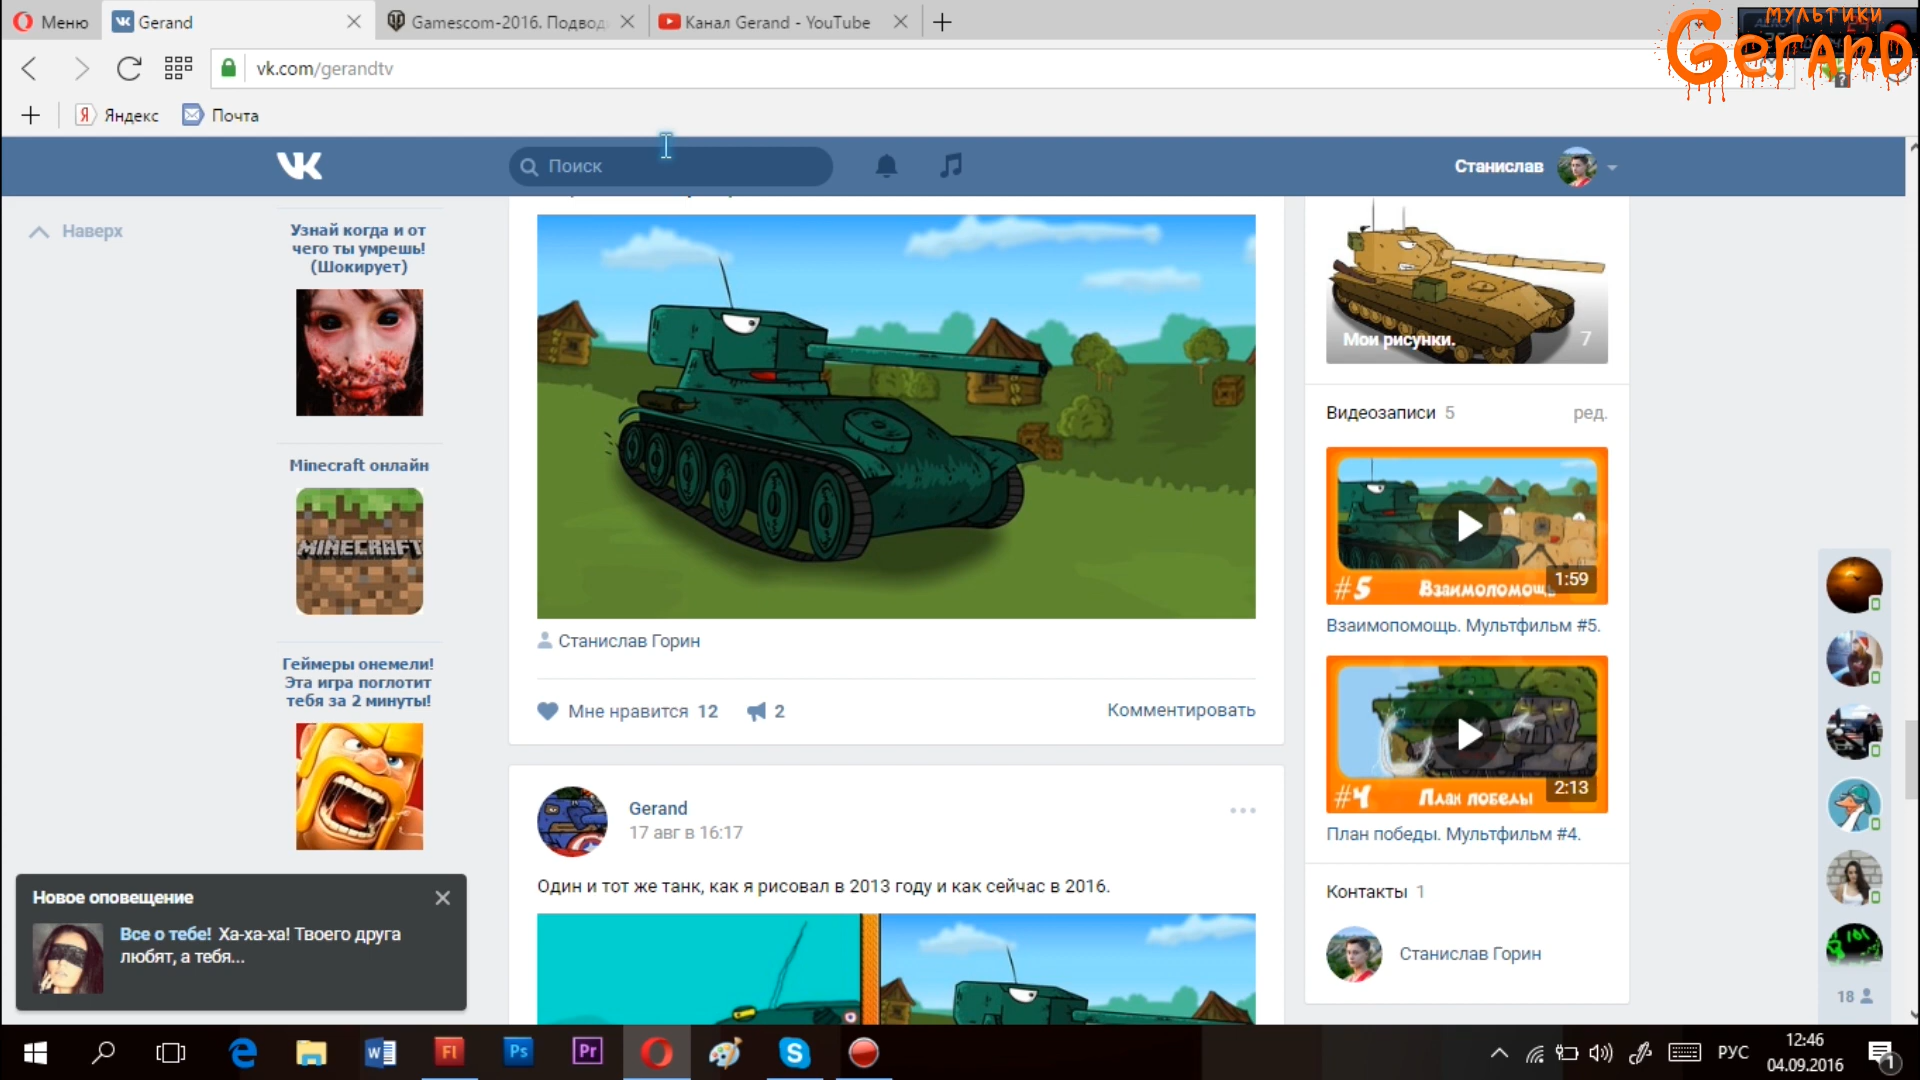 Меню
Gerand
Gamescom-2016. Подвод
Канал Gerand - YouTube
мультики
Gerand
vk.com/gerandtv
Яндекс
Почта
Поиск
Станислав
Наверх
Узнай когда и от
чего ты умрешь!
(Шокирует)
Minecraft онлайн
MINECRAFT
Геймеры онемели!
Эта игра поглотит
тебя за 2 минуты!
Станислав Горин
Мне нравится 12
2
Комментировать
Gerand
17 авг в 16:17
Один и тот же танк, как я рисовал в 2013 году и как сейчас в 2016.
Мои рисунки.
7
Видеозаписи 5
ред.
#5 Взаимопомощь
1:59
Взаимопомощь. Мультфильм #5.
#4 План победы
2:13
План победы. Мультфильм #4.
Контакты 1
Станислав Горин
18
Новое оповещение
Все о тебе! Ха-ха-ха! Твоего друга
любят, а тебя...
Fl
Ps
Pr
РУС
12:46
04.09.2016
1